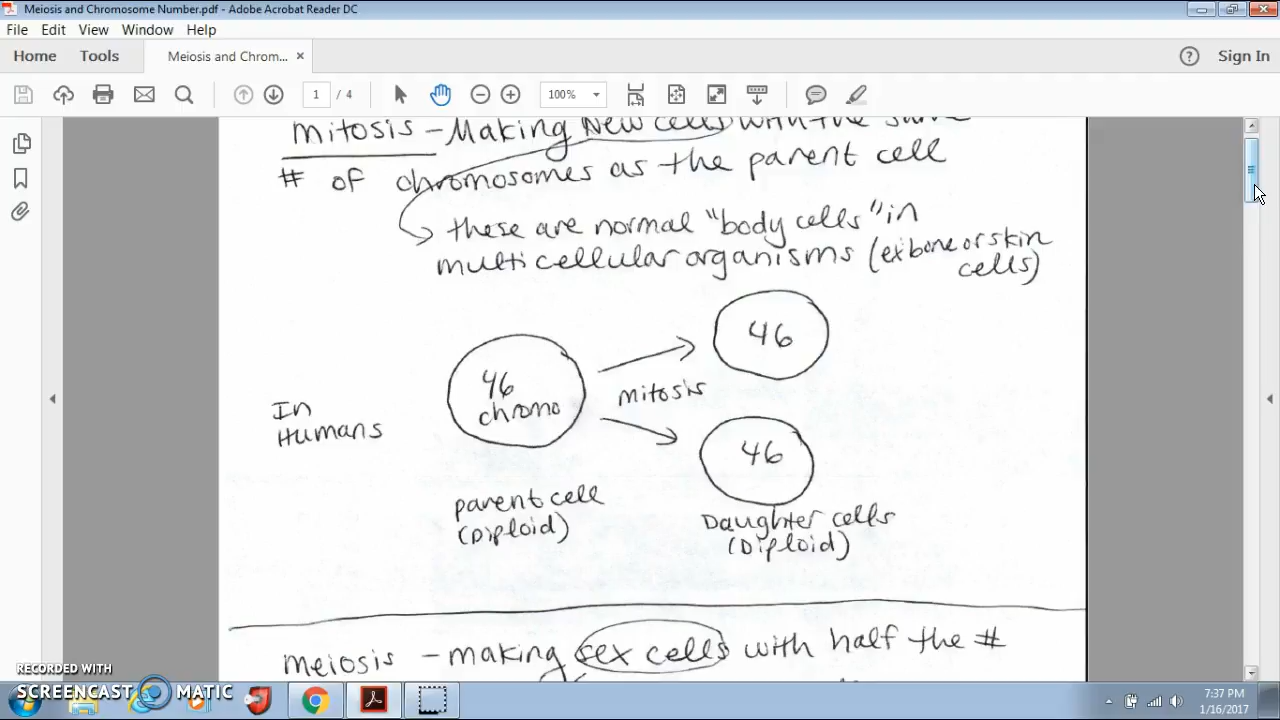 Meiosis and Chromosome Number.pdf - Adobe Acrobat Reader DC
File Edit View Window Help
Home Tools Meiosis and Chrom... × ? Sign In
1 / 4 100%
mitosis - Making New cells with the same
# of chromosomes as the parent cell
these are normal "body cells" in
multicellular organisms (ex bone or skin
cells)
46
46
chromo
mitosis
In
Humans
46
parent cell
(Diploid)
Daughter cells
(Diploid)
meiosis - making sex cells with half the #
RECORDED WITH
SCREENCAST MATIC
7:37 PM
1/16/2017